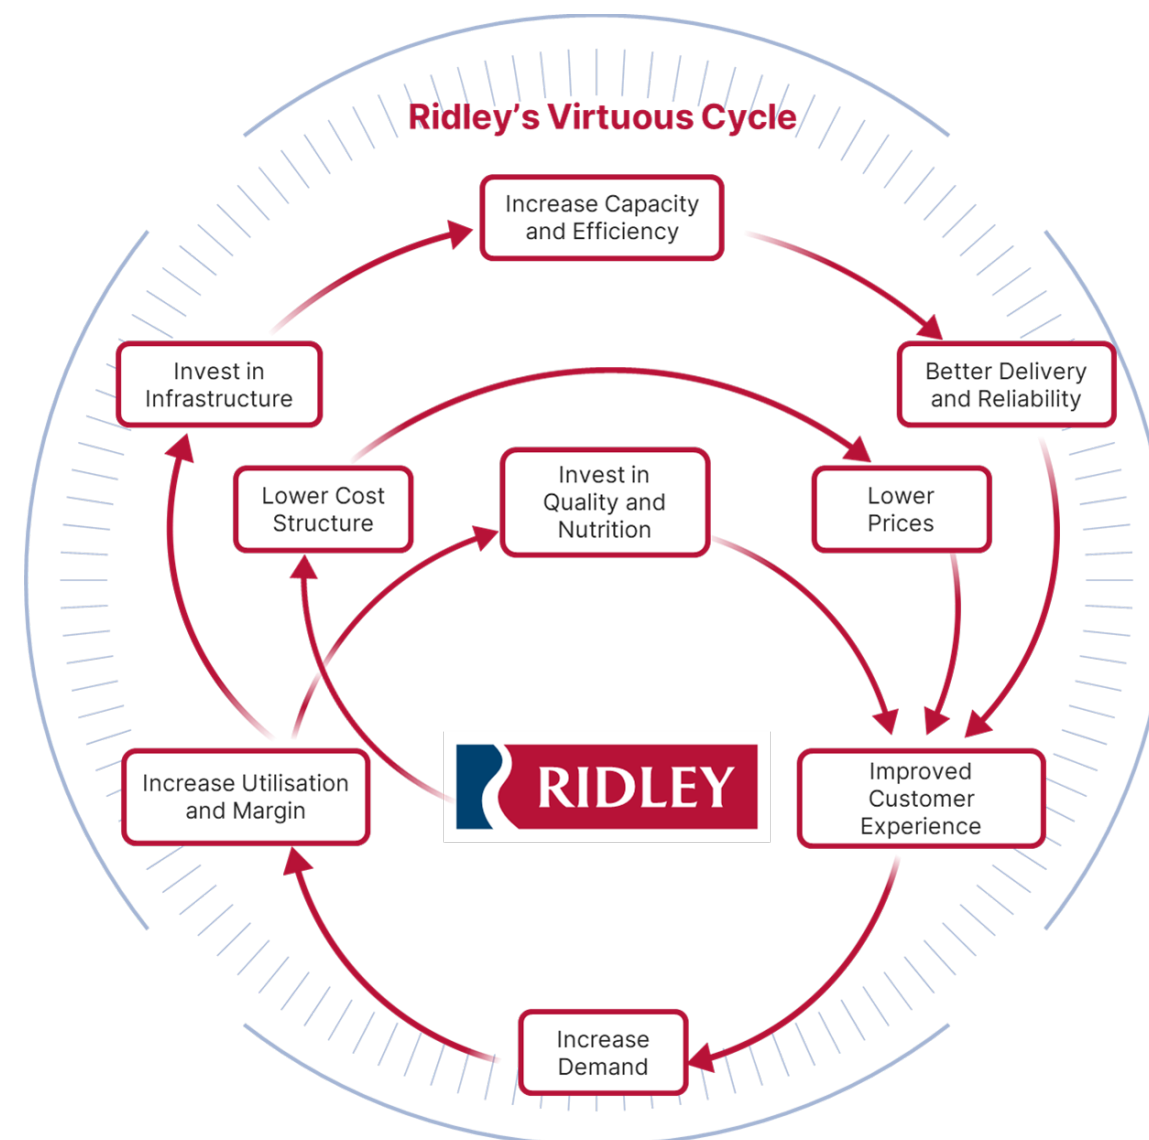 Ridley’s Virtuous Cycle
Increase Capacity
and Efficiency
Invest in
Infrastructure
Better Delivery
and Reliability
Lower Cost
Structure
Invest in
Quality and
Nutrition
Lower
Prices
Increase Utilisation
and Margin
RIDLEY
Improved
Customer
Experience
Increase
Demand